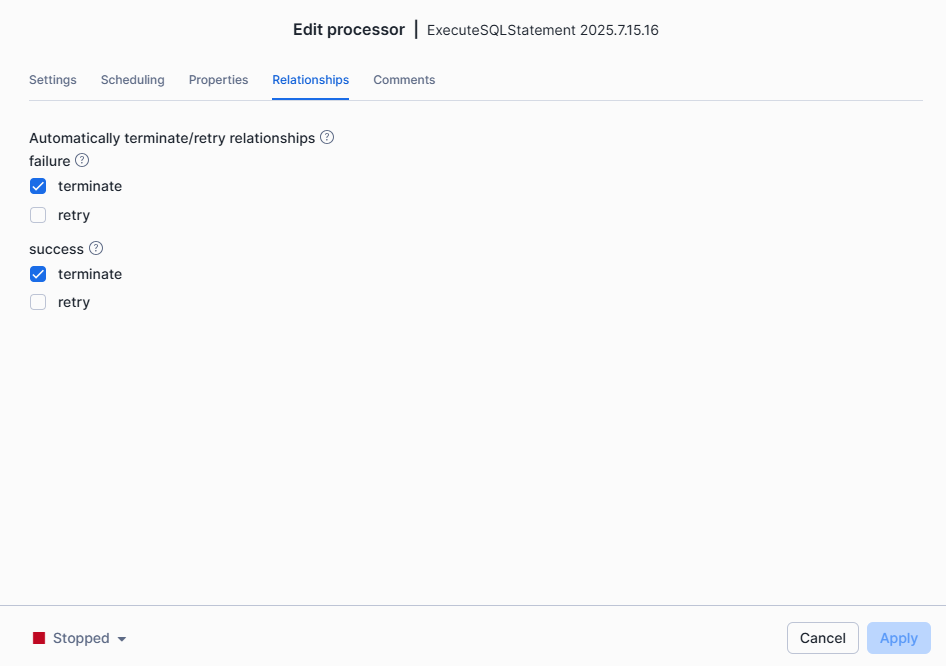 Edit processor | ExecuteSQLStatement 2025.7.15.16
Settings Scheduling Properties Relationships Comments
Automatically terminate/retry relationships ?
failure ?
terminate
retry
success ?
terminate
retry
Stopped Cancel Apply